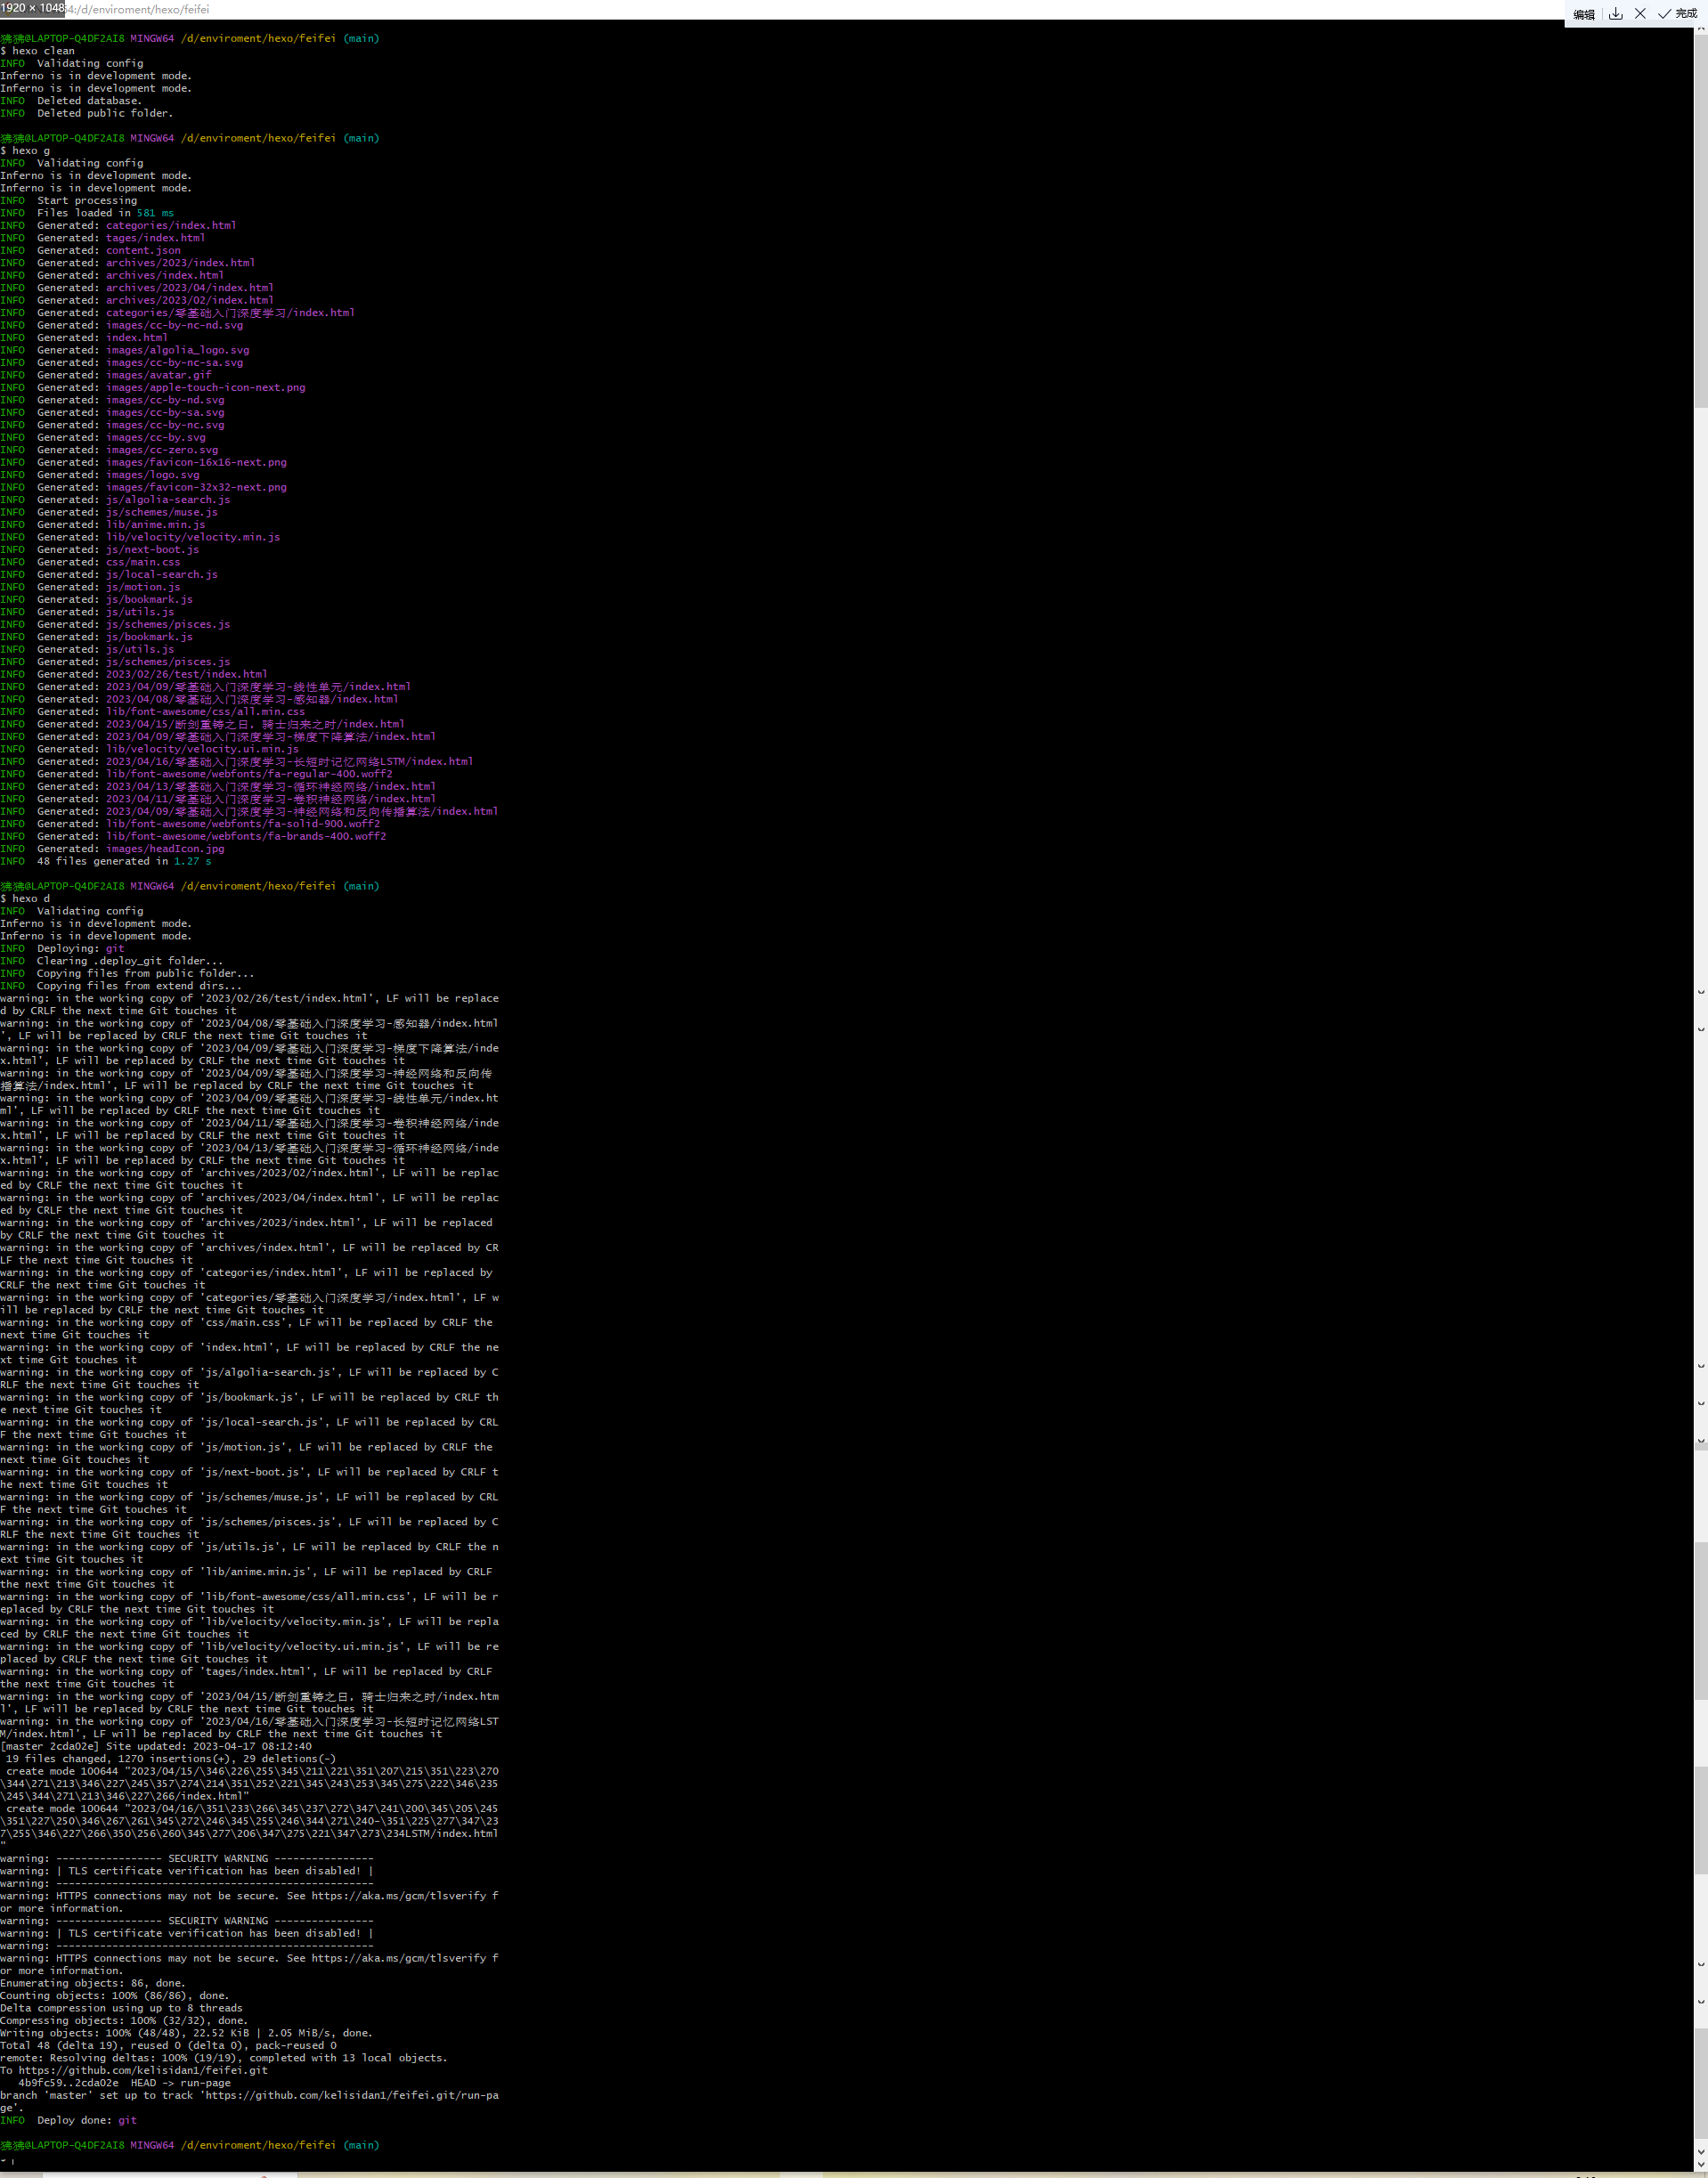 1920 × 1048
4:/d/enviroment/hexo/feifei
编辑
完成
狒狒@LAPTOP-Q4DF2AI8 MINGW64 /d/enviroment/hexo/feifei (main)
$ hexo clean
INFO  Validating config
Inferno is in development mode.
Inferno is in development mode.
INFO  Deleted database.
INFO  Deleted public folder.
狒狒@LAPTOP-Q4DF2AI8 MINGW64 /d/enviroment/hexo/feifei (main)
$ hexo g
INFO  Validating config
Inferno is in development mode.
Inferno is in development mode.
INFO  Start processing
INFO  Files loaded in 581 ms
INFO  Generated: categories/index.html
INFO  Generated: tages/index.html
INFO  Generated: content.json
INFO  Generated: archives/2023/index.html
INFO  Generated: archives/index.html
INFO  Generated: archives/2023/04/index.html
INFO  Generated: archives/2023/02/index.html
INFO  Generated: categories/零基础入门深度学习/index.html
INFO  Generated: images/cc-by-nc-nd.svg
INFO  Generated: index.html
INFO  Generated: images/algolia_logo.svg
INFO  Generated: images/cc-by-nc-sa.svg
INFO  Generated: images/avatar.gif
INFO  Generated: images/apple-touch-icon-next.png
INFO  Generated: images/cc-by-nd.svg
INFO  Generated: images/cc-by-sa.svg
INFO  Generated: images/cc-by-nc.svg
INFO  Generated: images/cc-by.svg
INFO  Generated: images/cc-zero.svg
INFO  Generated: images/favicon-16x16-next.png
INFO  Generated: images/logo.svg
INFO  Generated: images/favicon-32x32-next.png
INFO  Generated: js/algolia-search.js
INFO  Generated: js/schemes/muse.js
INFO  Generated: lib/anime.min.js
INFO  Generated: lib/velocity/velocity.min.js
INFO  Generated: js/next-boot.js
INFO  Generated: css/main.css
INFO  Generated: js/local-search.js
INFO  Generated: js/motion.js
INFO  Generated: js/bookmark.js
INFO  Generated: js/utils.js
INFO  Generated: js/schemes/pisces.js
INFO  Generated: js/bookmark.js
INFO  Generated: js/utils.js
INFO  Generated: js/schemes/pisces.js
INFO  Generated: 2023/02/26/test/index.html
INFO  Generated: 2023/04/09/零基础入门深度学习-线性单元/index.html
INFO  Generated: 2023/04/08/零基础入门深度学习-感知器/index.html
INFO  Generated: lib/font-awesome/css/all.min.css
INFO  Generated: 2023/04/15/断剑重铸之日，骑士归来之时/index.html
INFO  Generated: 2023/04/09/零基础入门深度学习-梯度下降算法/index.html
INFO  Generated: lib/velocity/velocity.ui.min.js
INFO  Generated: 2023/04/16/零基础入门深度学习-长短时记忆网络LSTM/index.html
INFO  Generated: lib/font-awesome/webfonts/fa-regular-400.woff2
INFO  Generated: 2023/04/13/零基础入门深度学习-循环神经网络/index.html
INFO  Generated: 2023/04/11/零基础入门深度学习-卷积神经网络/index.html
INFO  Generated: 2023/04/09/零基础入门深度学习-神经网络和反向传播算法/index.html
INFO  Generated: lib/font-awesome/webfonts/fa-solid-900.woff2
INFO  Generated: lib/font-awesome/webfonts/fa-brands-400.woff2
INFO  Generated: images/headIcon.jpg
INFO  48 files generated in 1.27 s
狒狒@LAPTOP-Q4DF2AI8 MINGW64 /d/enviroment/hexo/feifei (main)
$ hexo d
INFO  Validating config
Inferno is in development mode.
Inferno is in development mode.
INFO  Deploying: git
INFO  Clearing .deploy_git folder...
INFO  Copying files from public folder...
INFO  Copying files from extend dirs...
warning: in the working copy of '2023/02/26/test/index.html', LF will be replace
d by CRLF the next time Git touches it
warning: in the working copy of '2023/04/08/零基础入门深度学习-感知器/index.html
', LF will be replaced by CRLF the next time Git touches it
warning: in the working copy of '2023/04/09/零基础入门深度学习-梯度下降算法/inde
x.html', LF will be replaced by CRLF the next time Git touches it
warning: in the working copy of '2023/04/09/零基础入门深度学习-神经网络和反向传
播算法/index.html', LF will be replaced by CRLF the next time Git touches it
warning: in the working copy of '2023/04/09/零基础入门深度学习-线性单元/index.ht
ml', LF will be replaced by CRLF the next time Git touches it
warning: in the working copy of '2023/04/11/零基础入门深度学习-卷积神经网络/inde
x.html', LF will be replaced by CRLF the next time Git touches it
warning: in the working copy of '2023/04/13/零基础入门深度学习-循环神经网络/inde
x.html', LF will be replaced by CRLF the next time Git touches it
warning: in the working copy of 'archives/2023/02/index.html', LF will be replac
ed by CRLF the next time Git touches it
warning: in the working copy of 'archives/2023/04/index.html', LF will be replac
ed by CRLF the next time Git touches it
warning: in the working copy of 'archives/2023/index.html', LF will be replaced
by CRLF the next time Git touches it
warning: in the working copy of 'archives/index.html', LF will be replaced by CR
LF the next time Git touches it
warning: in the working copy of 'categories/index.html', LF will be replaced by
CRLF the next time Git touches it
warning: in the working copy of 'categories/零基础入门深度学习/index.html', LF w
ill be replaced by CRLF the next time Git touches it
warning: in the working copy of 'css/main.css', LF will be replaced by CRLF the
next time Git touches it
warning: in the working copy of 'index.html', LF will be replaced by CRLF the ne
xt time Git touches it
warning: in the working copy of 'js/algolia-search.js', LF will be replaced by C
RLF the next time Git touches it
warning: in the working copy of 'js/bookmark.js', LF will be replaced by CRLF th
e next time Git touches it
warning: in the working copy of 'js/local-search.js', LF will be replaced by CRL
F the next time Git touches it
warning: in the working copy of 'js/motion.js', LF will be replaced by CRLF the
next time Git touches it
warning: in the working copy of 'js/next-boot.js', LF will be replaced by CRLF t
he next time Git touches it
warning: in the working copy of 'js/schemes/muse.js', LF will be replaced by CRL
F the next time Git touches it
warning: in the working copy of 'js/schemes/pisces.js', LF will be replaced by C
RLF the next time Git touches it
warning: in the working copy of 'js/utils.js', LF will be replaced by CRLF the n
ext time Git touches it
warning: in the working copy of 'lib/anime.min.js', LF will be replaced by CRLF
the next time Git touches it
warning: in the working copy of 'lib/font-awesome/css/all.min.css', LF will be r
eplaced by CRLF the next time Git touches it
warning: in the working copy of 'lib/velocity/velocity.min.js', LF will be repla
ced by CRLF the next time Git touches it
warning: in the working copy of 'lib/velocity/velocity.ui.min.js', LF will be re
placed by CRLF the next time Git touches it
warning: in the working copy of 'tages/index.html', LF will be replaced by CRLF
the next time Git touches it
warning: in the working copy of '2023/04/15/断剑重铸之日，骑士归来之时/index.htm
l', LF will be replaced by CRLF the next time Git touches it
warning: in the working copy of '2023/04/16/零基础入门深度学习-长短时记忆网络LST
M/index.html', LF will be replaced by CRLF the next time Git touches it
[master 2cda02e] Site updated: 2023-04-17 08:12:40
 19 files changed, 1270 insertions(+), 29 deletions(-)
 create mode 100644 "2023/04/15/\346\226\255\345\211\221\351\207\215\351\223\270
\344\271\213\346\227\245\357\274\214\351\252\221\345\243\253\345\275\222\346\235
\245\344\271\213\346\227\266/index.html"
 create mode 100644 "2023/04/16/\351\233\266\345\237\272\347\241\200\345\205\245
\351\227\250\346\267\261\345\272\246\345\255\246\344\271\240-\351\225\277\347\23
7\255\346\227\266\350\256\260\345\277\206\347\275\221\347\273\234LSTM/index.html
"
warning: ----------------- SECURITY WARNING ----------------
warning: | TLS certificate verification has been disabled! |
warning: ---------------------------------------------------
warning: HTTPS connections may not be secure. See https://aka.ms/gcm/tlsverify f
or more information.
warning: ----------------- SECURITY WARNING ----------------
warning: | TLS certificate verification has been disabled! |
warning: ---------------------------------------------------
warning: HTTPS connections may not be secure. See https://aka.ms/gcm/tlsverify f
or more information.
Enumerating objects: 86, done.
Counting objects: 100% (86/86), done.
Delta compression using up to 8 threads
Compressing objects: 100% (32/32), done.
Writing objects: 100% (48/48), 22.52 KiB | 2.05 MiB/s, done.
Total 48 (delta 19), reused 0 (delta 0), pack-reused 0
remote: Resolving deltas: 100% (19/19), completed with 13 local objects.
To https://github.com/kelisidan1/feifei.git
   4b9fc59..2cda02e  HEAD -> run-page
branch 'master' set up to track 'https://github.com/kelisidan1/feifei.git/run-pa
ge'.
INFO  Deploy done: git
狒狒@LAPTOP-Q4DF2AI8 MINGW64 /d/enviroment/hexo/feifei (main)